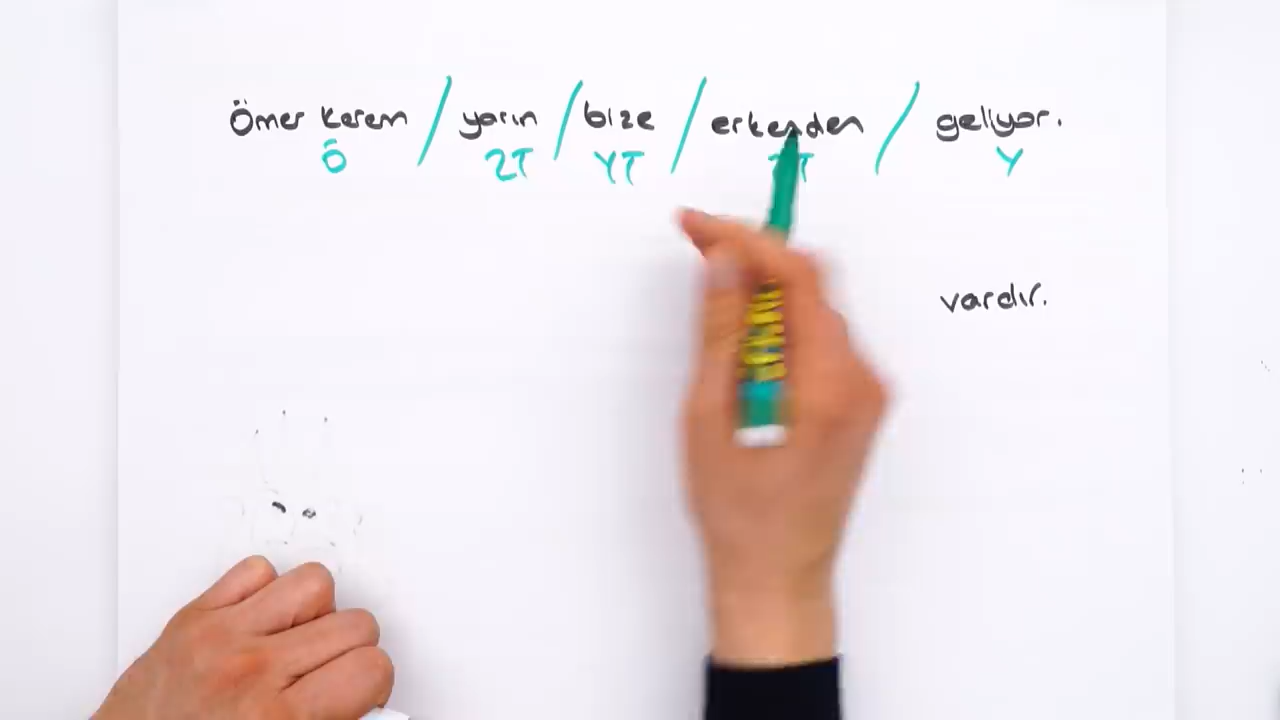 Ömer Kerem / yarın / bize / erkenden / geliyor.
Ö ZT YT Y
vardır.